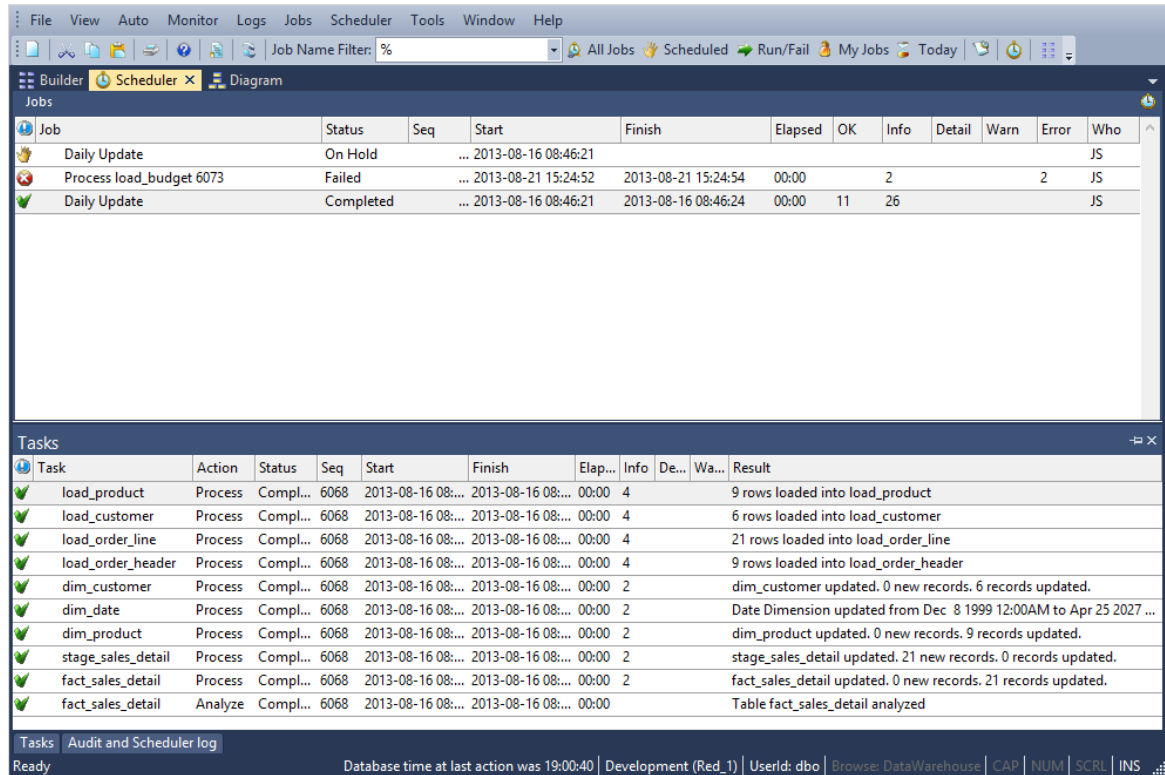 File View Auto Monitor Logs Jobs Scheduler Tools Window Help
Job Name Filter: % All Jobs Scheduled Run/Fail My Jobs Today
Builder Scheduler Diagram
Jobs
Job Status Seq Start Finish Elapsed OK Info Detail Warn Error Who
Daily Update On Hold ... 2013-08-16 08:46:21 JS
Process load_budget 6073 Failed ... 2013-08-21 15:24:52 2013-08-21 15:24:54 00:00 2 2 JS
Daily Update Completed ... 2013-08-16 08:46:21 2013-08-16 08:46:24 00:00 11 26 JS
Tasks
Task Action Status Seq Start Finish Elap... Info De... Wa... Result
load_product Process Compl... 6068 2013-08-16 08:... 2013-08-16 08:... 00:00 4 9 rows loaded into load_product
load_customer Process Compl... 6068 2013-08-16 08:... 2013-08-16 08:... 00:00 4 6 rows loaded into load_customer
load_order_line Process Compl... 6068 2013-08-16 08:... 2013-08-16 08:... 00:00 4 21 rows loaded into load_order_line
load_order_header Process Compl... 6068 2013-08-16 08:... 2013-08-16 08:... 00:00 4 9 rows loaded into load_order_header
dim_customer Process Compl... 6068 2013-08-16 08:... 2013-08-16 08:... 00:00 2 dim_customer updated. 0 new records. 6 records updated.
dim_date Process Compl... 6068 2013-08-16 08:... 2013-08-16 08:... 00:00 2 Date Dimension updated from Dec 8 1999 12:00AM to Apr 25 2027 ...
dim_product Process Compl... 6068 2013-08-16 08:... 2013-08-16 08:... 00:00 2 dim_product updated. 0 new records. 9 records updated.
stage_sales_detail Process Compl... 6068 2013-08-16 08:... 2013-08-16 08:... 00:00 2 stage_sales_detail updated. 21 new records. 0 records updated.
fact_sales_detail Process Compl... 6068 2013-08-16 08:... 2013-08-16 08:... 00:00 2 fact_sales_detail updated. 0 new records. 21 records updated.
fact_sales_detail Analyze Compl... 6068 2013-08-16 08:... 2013-08-16 08:... 00:00 Table fact_sales_detail analyzed
Tasks Audit and Scheduler log
Ready Database time at last action was 19:00:40 Development (Red_1) UserId: dbo Browse: DataWarehouse CAP NUM SCRL INS